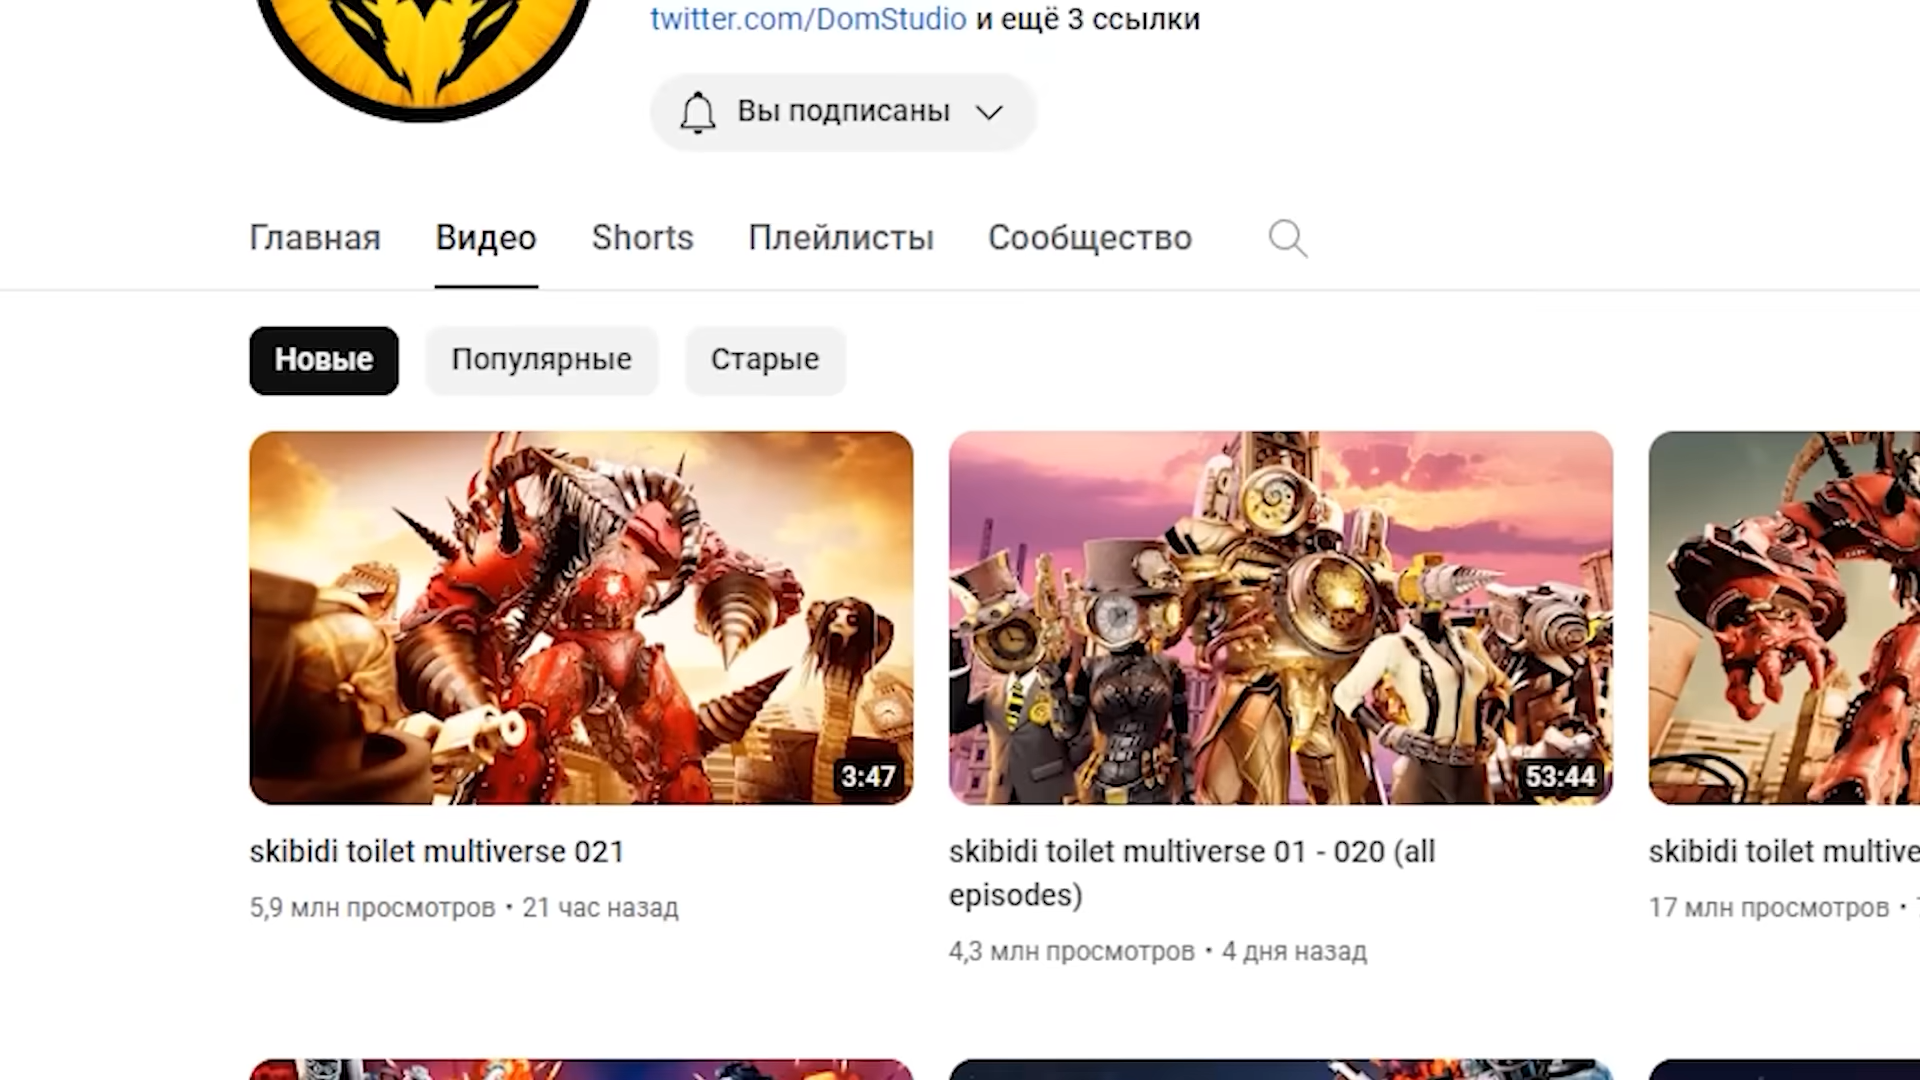 twitter.com/DomStudio и ещё 3 ссылки
Вы подписаны
Главная Видео Shorts Плейлисты Сообщество
Новые Популярные Старые
3:47 53:44
skibidi toilet multiverse 021
5,9 млн просмотров • 21 час назад
skibidi toilet multiverse 01 - 020 (all
episodes)
4,3 млн просмотров • 4 дня назад
skibidi toilet
17 млн просмотров •